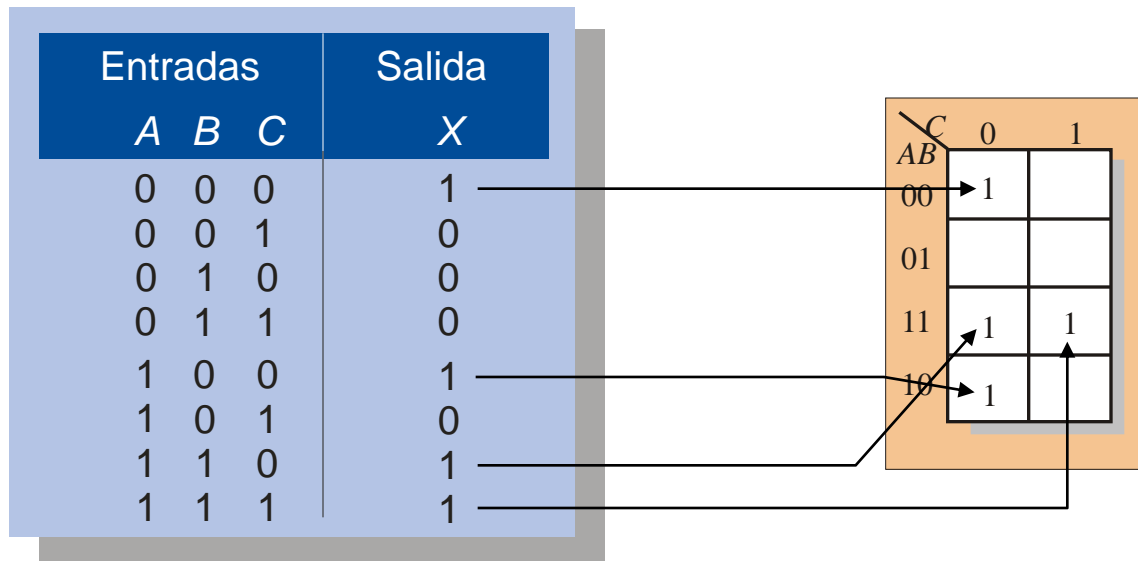 Entradas Salida
A B C X
0 0 0 1
0 0 1 0
0 1 0 0
0 1 1 0
1 0 0 1
1 0 1 0
1 1 0 1
1 1 1 1
C 0 1
AB
00 1
01
11 1 1
10 1